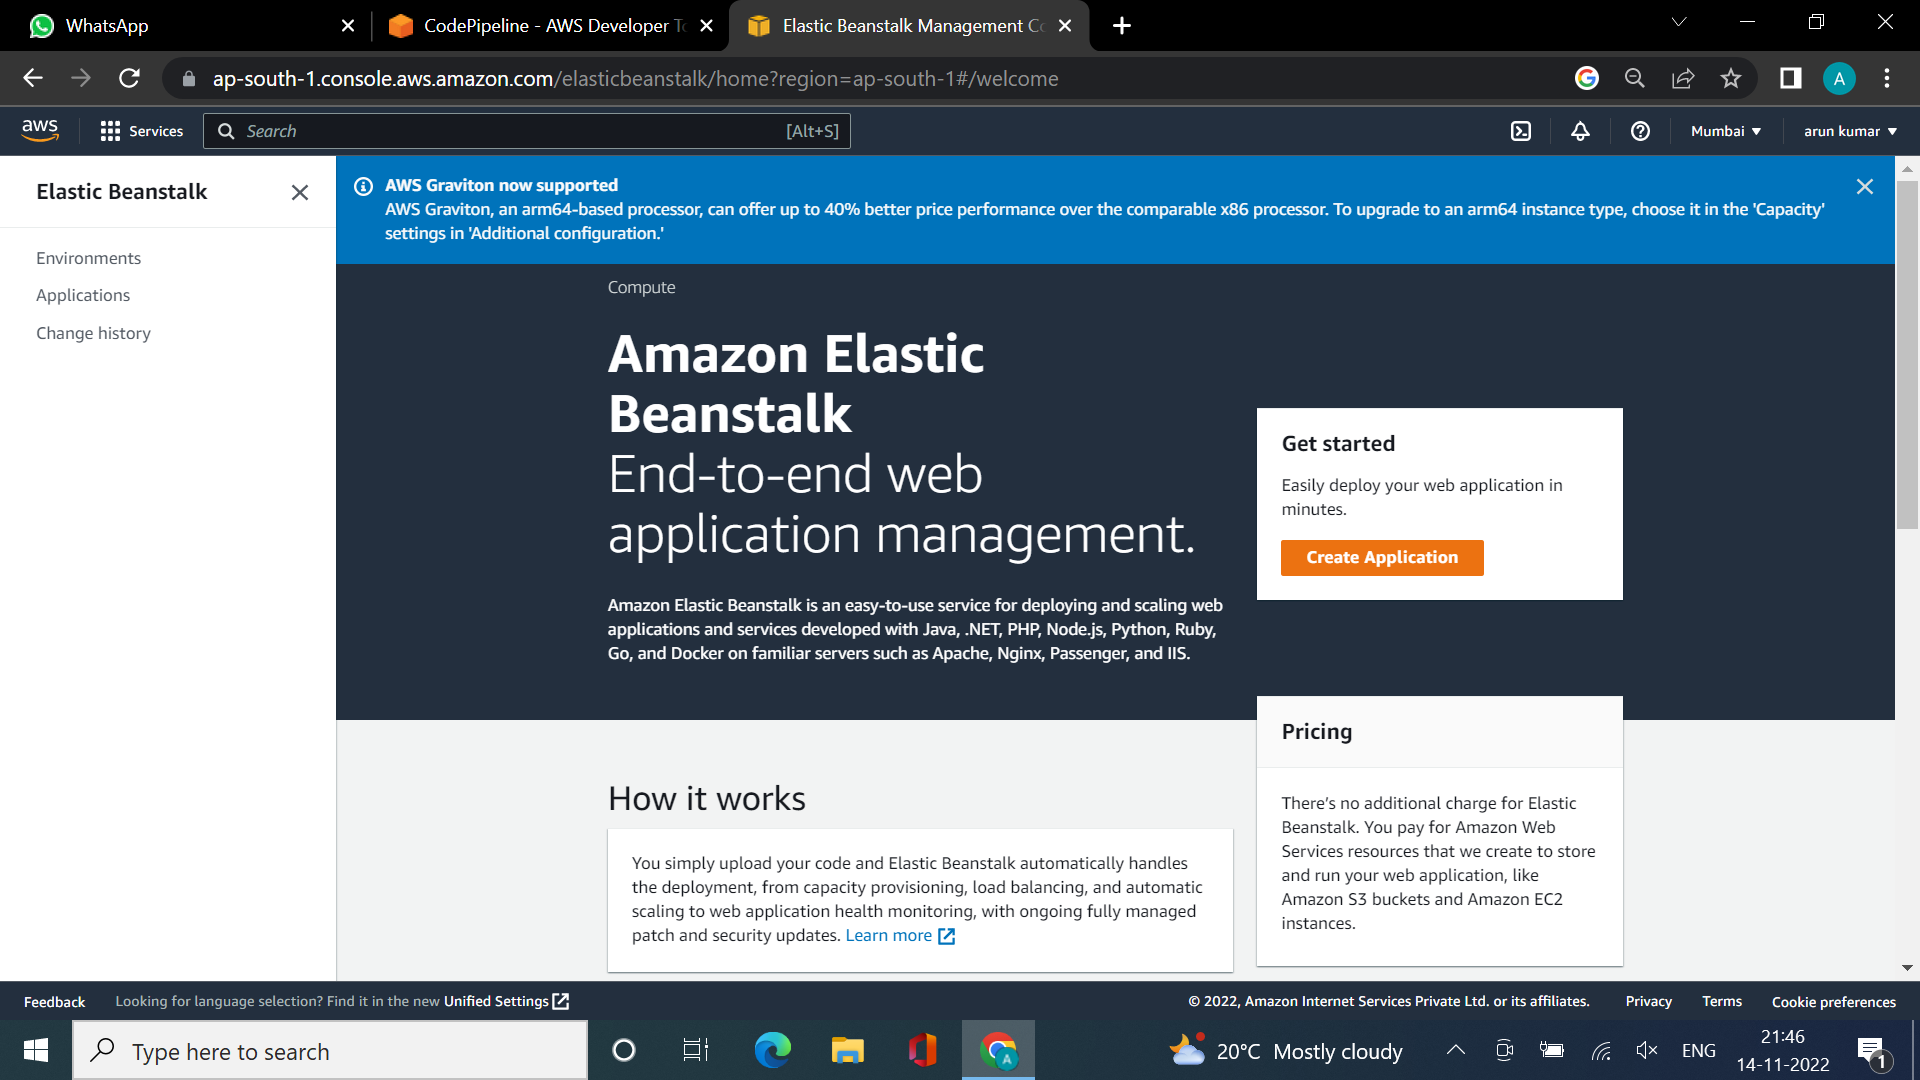 WhatsApp
CodePipeline - AWS Developer
Elastic Beanstalk Management
ap-south-1.console.aws.amazon.com/elasticbeanstalk/home?region=ap-south-1#/welcome
A
aws
Services
Search
[Alt+S]
Mumbai
arun kumar
Elastic Beanstalk
Environments
Applications
Change history
AWS Graviton now supported
AWS Graviton, an arm64-based processor, can offer up to 40% better price performance over the comparable x86 processor. To upgrade to an arm64 instance type, choose it in the 'Capacity'
settings in 'Additional configuration.'
Compute
Amazon Elastic
Beanstalk
End-to-end web
application management.
Amazon Elastic Beanstalk is an easy-to-use service for deploying and scaling web
applications and services developed with Java, .NET, PHP, Node.js, Python, Ruby,
Go, and Docker on familiar servers such as Apache, Nginx, Passenger, and IIS.
Get started
Easily deploy your web application in
minutes.
Create Application
Pricing
There's no additional charge for Elastic
Beanstalk. You pay for Amazon Web
Services resources that we create to store
and run your web application, like
Amazon S3 buckets and Amazon EC2
instances.
How it works
You simply upload your code and Elastic Beanstalk automatically handles
the deployment, from capacity provisioning, load balancing, and automatic
scaling to web application health monitoring, with ongoing fully managed
patch and security updates. Learn more
Feedback
Looking for language selection? Find it in the new Unified Settings
© 2022, Amazon Internet Services Private Ltd. or its affiliates.
Privacy
Terms
Cookie preferences
Type here to search
A
20°C Mostly cloudy
ENG
21:46
14-11-2022
1